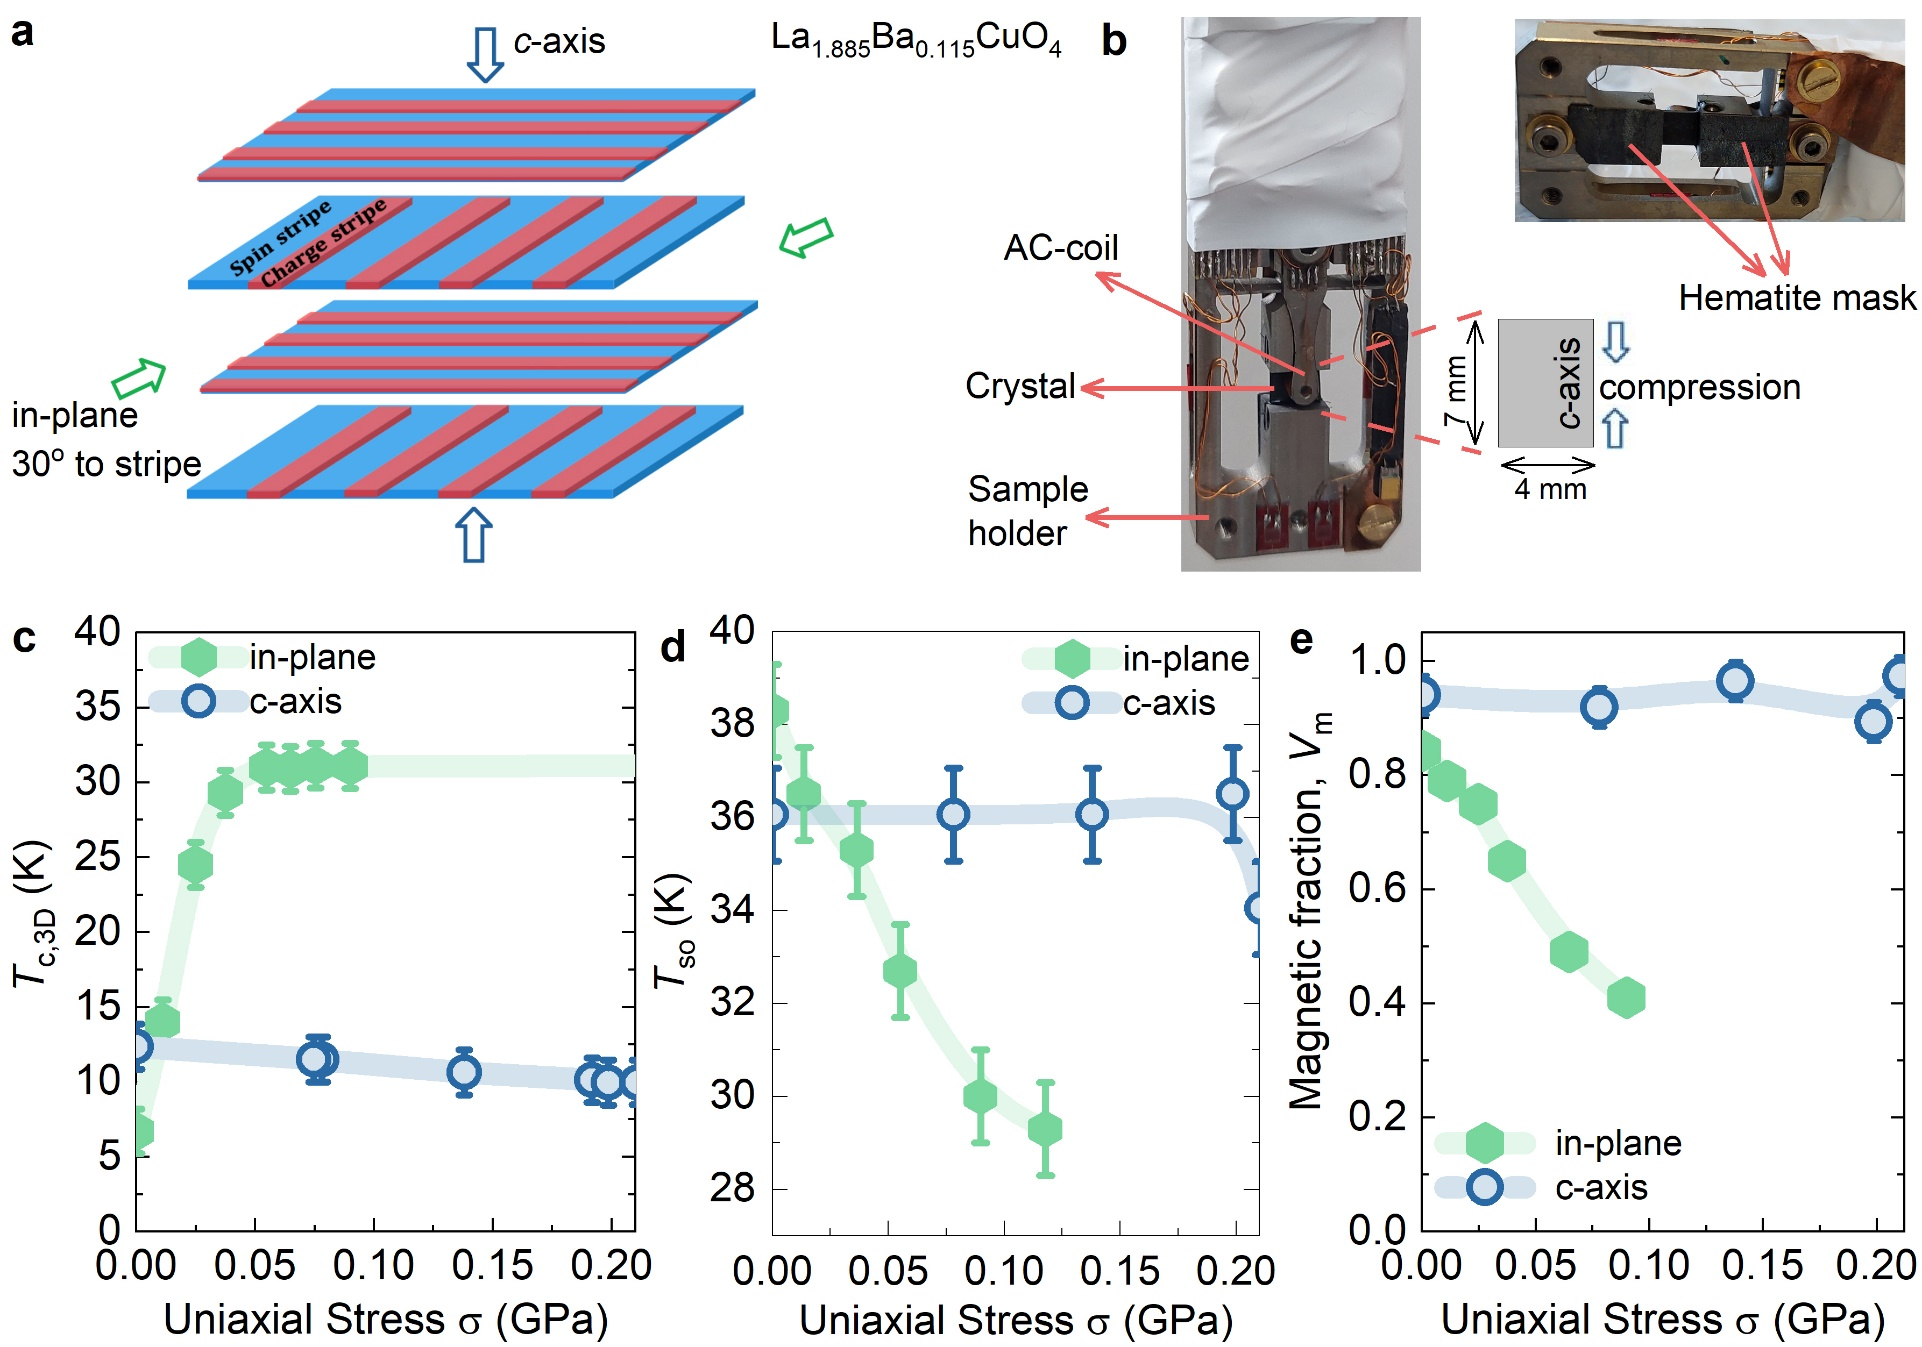 a
c-axis
La1.885Ba0.115CuO4
Spin stripe
Charge stripe
in-plane
30° to stripe
b
AC-coil
Crystal
Sample
holder
Hematite mask
7 mm
c-axis
compression
4 mm
c
40
35
30
25
20
15
10
5
0
Tc,3D (K)
in-plane
c-axis
0.00 0.05 0.10 0.15 0.20
Uniaxial Stress σ (GPa)
d
40
38
36
34
32
30
28
Tso (K)
in-plane
c-axis
0.00 0.05 0.10 0.15 0.20
Uniaxial Stress σ (GPa)
e
1.0
0.8
0.6
0.4
0.2
0.0
Magnetic fraction, Vm
in-plane
c-axis
0.00 0.05 0.10 0.15 0.20
Uniaxial Stress σ (GPa)